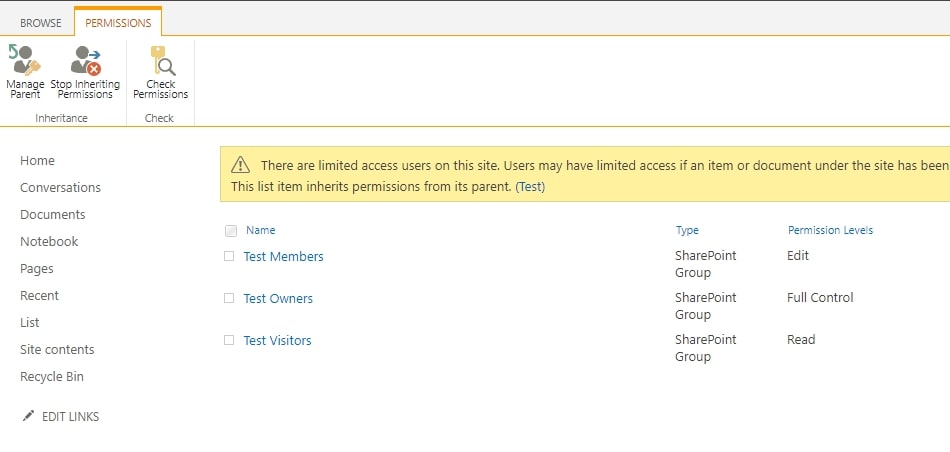 BROWSE
PERMISSIONS
Manage Parent
Stop Inheriting Permissions
Check Permissions
Inheritance
Check
Home
Conversations
Documents
Notebook
Pages
Recent
List
Site contents
Recycle Bin
EDIT LINKS
There are limited access users on this site. Users may have limited access if an item or document under the site has been
This list item inherits permissions from its parent. (Test)
Name Type Permission Levels
Test Members SharePoint Group Edit
Test Owners SharePoint Group Full Control
Test Visitors SharePoint Group Read